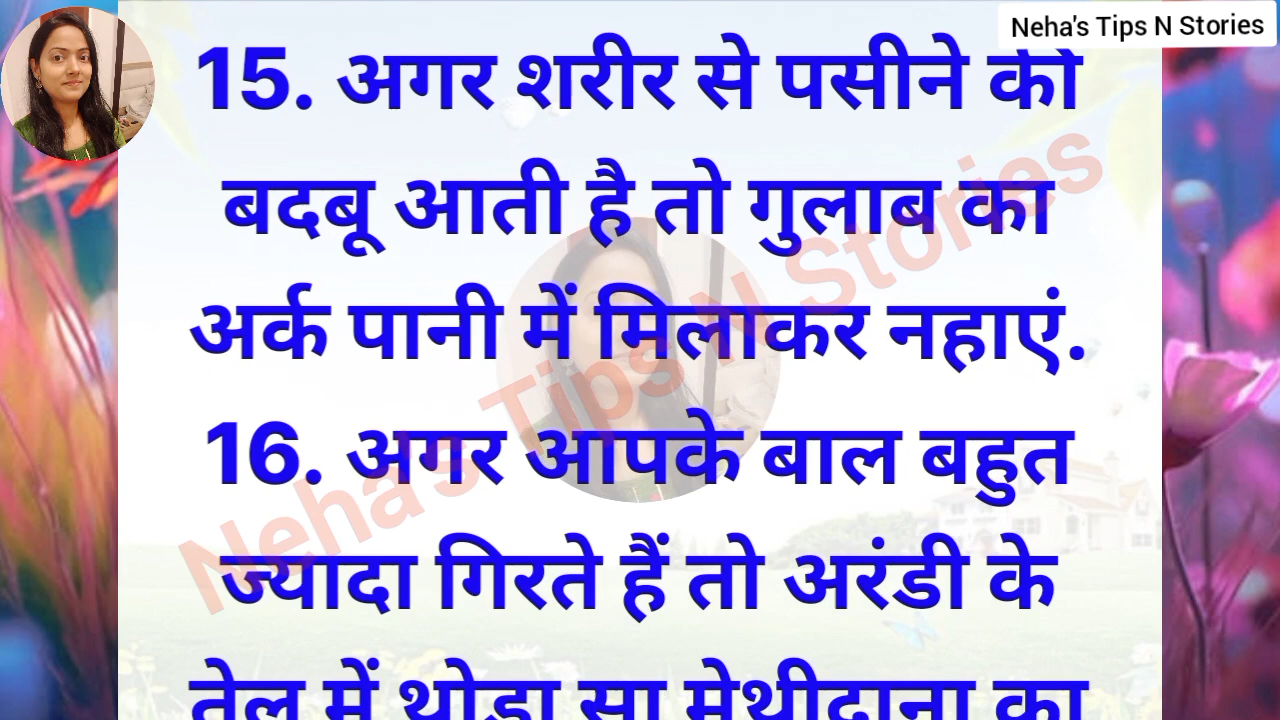 Neha's Tips N Stories
15. अगर शरीर से पसीने की
बदबू आती है तो गुलाब का
अर्क पानी में मिलाकर नहाएं.
16. अगर आपके बाल बहुत
ज्यादा गिरते हैं तो अरंडी के
तेल में थोड़ा सा मेथीदाना का
Neha's Tips N Stories